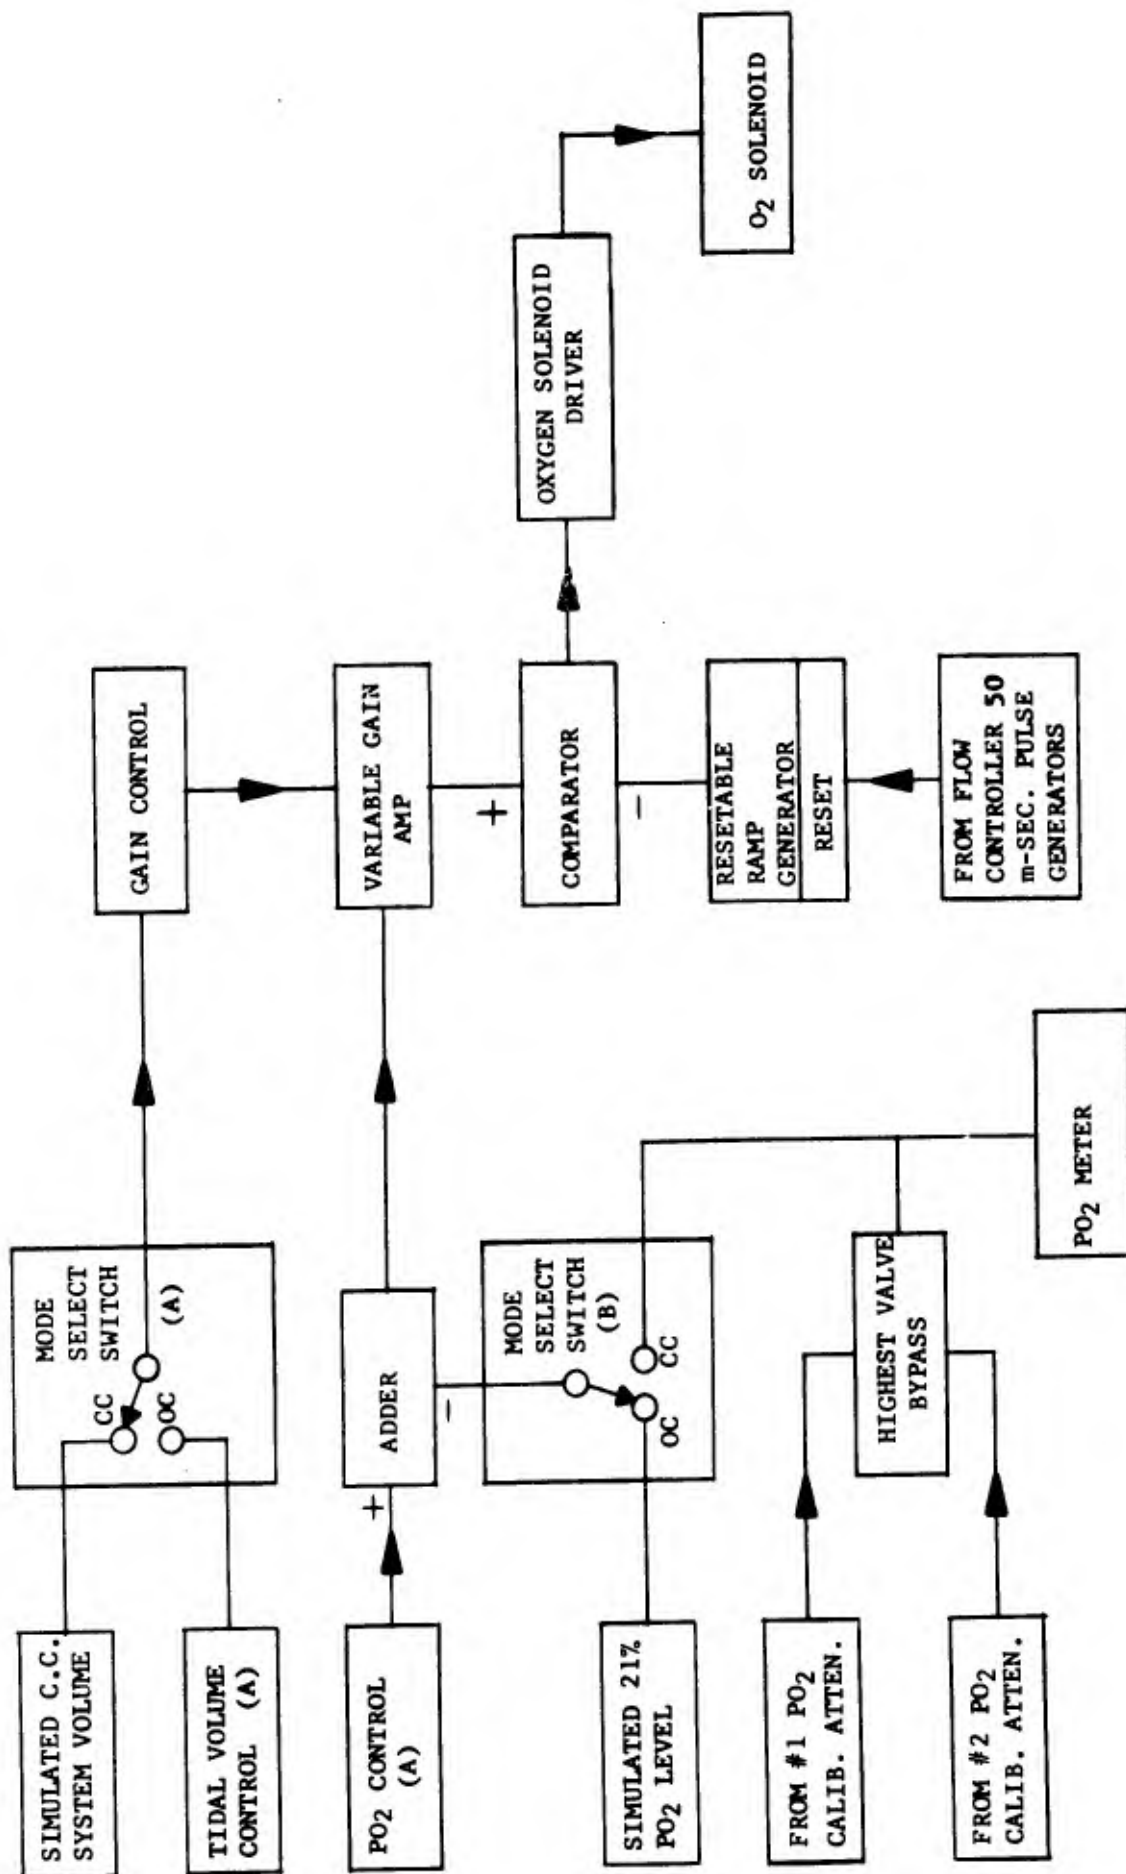 SIMULATED C.C.
SYSTEM VOLUME
TIDAL VOLUME
CONTROL (A)
MODE
SELECT
SWITCH
(A)
CC
OC
GAIN CONTROL
PO2 CONTROL
(A)
+
ADDER
-
VARIABLE GAIN
AMP
+
COMPARATOR
-
OXYGEN SOLENOID
DRIVER
O2 SOLENOID
SIMULATED 21%
PO2 LEVEL
MODE
SELECT
SWITCH
(B)
OC
CC
RESETABLE
RAMP
GENERATOR
RESET
FROM FLOW
CONTROLLER 50
m-SEC. PULSE
GENERATORS
FROM #1 PO2
CALIB. ATTEN.
FROM #2 PO2
CALIB. ATTEN.
HIGHEST VALVE
BYPASS
PO2 METER